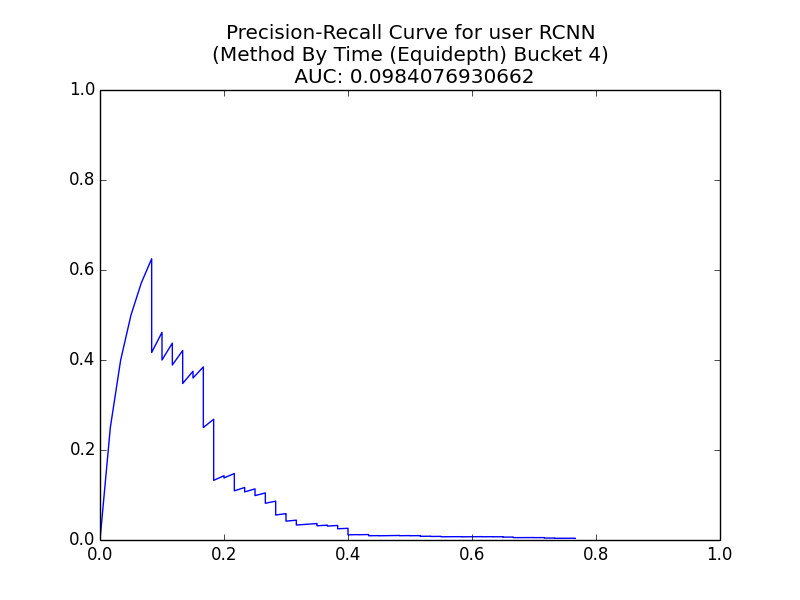 Precision-Recall Curve for user RCNN
(Method By Time (Equidepth) Bucket 4)
AUC: 0.0984076930662
1.0
0.8
0.6
0.4
0.2
0.0
0.0 0.2 0.4 0.6 0.8 1.0